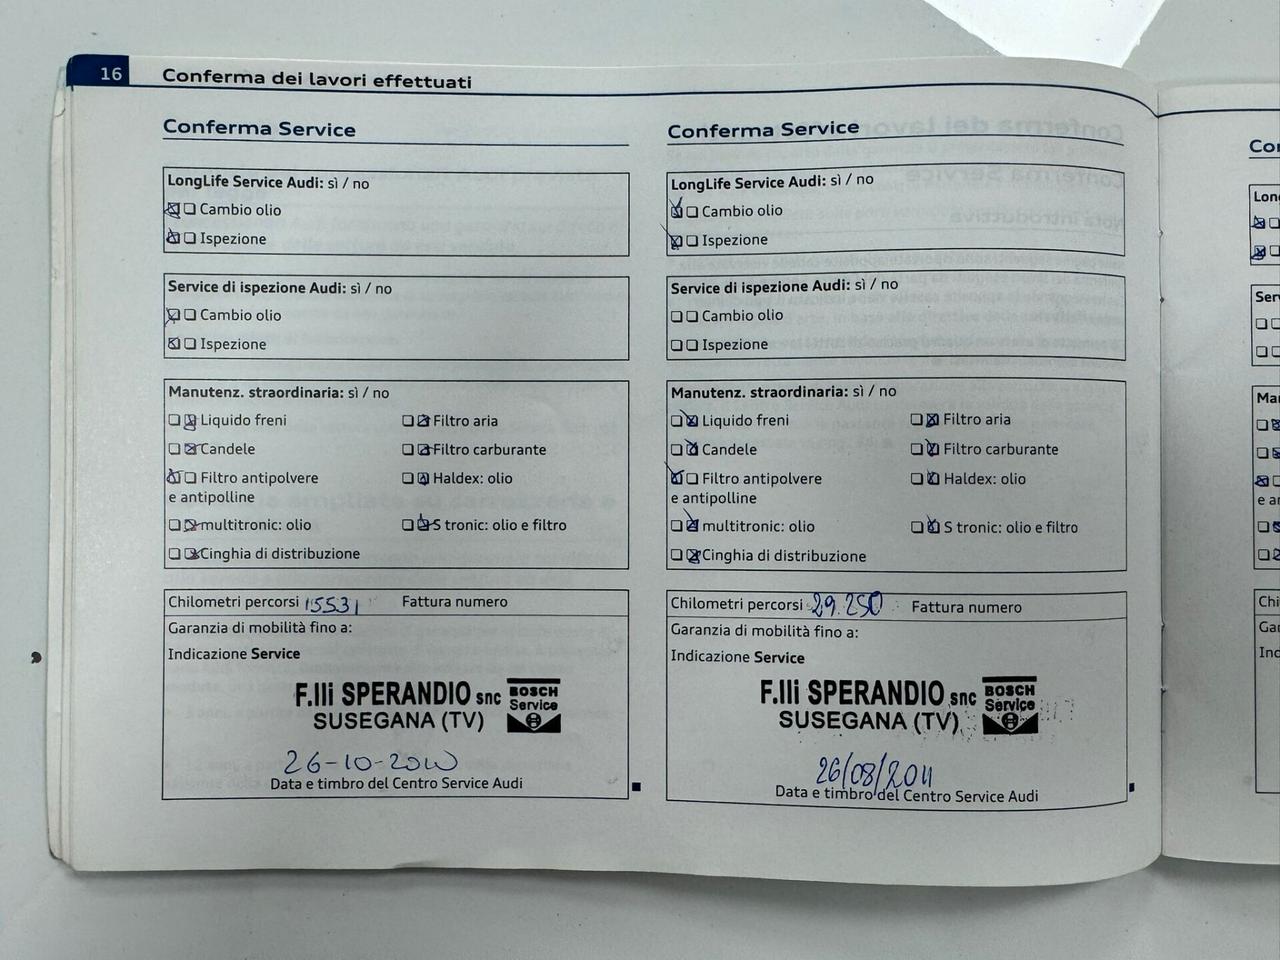 16 Conferma dei lavori effettuati
Conferma Service
LongLife Service Audi: sì / no
Cambio olio
Ispezione
Service di ispezione Audi: sì / no
Cambio olio
Ispezione
Manutenz. straordinaria: sì / no
Liquido freni Filtro aria
Candele Filtro carburante
Filtro antipolvere Haldex: olio
e antipolline
multitronic: olio S tronic: olio e filtro
Cinghia di distribuzione
Chilometri percorsi 15531 Fattura numero
Garanzia di mobilità fino a:
Indicazione Service
F.lli SPERANDIO snc BOSCH
Service
SUSEGANA (TV)
26-10-2010
Data e timbro del Centro Service Audi
Conferma Service
LongLife Service Audi: sì / no
Cambio olio
Ispezione
Service di ispezione Audi: sì / no
Cambio olio
Ispezione
Manutenz. straordinaria: sì / no
Liquido freni Filtro aria
Candele Filtro carburante
Filtro antipolvere Haldex: olio
e antipolline
multitronic: olio S tronic: olio e filtro
Cinghia di distribuzione
Chilometri percorsi 29.250 Fattura numero
Garanzia di mobilità fino a:
Indicazione Service
F.lli SPERANDIO snc BOSCH
Service
SUSEGANA (TV)
26/08/2011
Data e timbro del Centro Service Audi